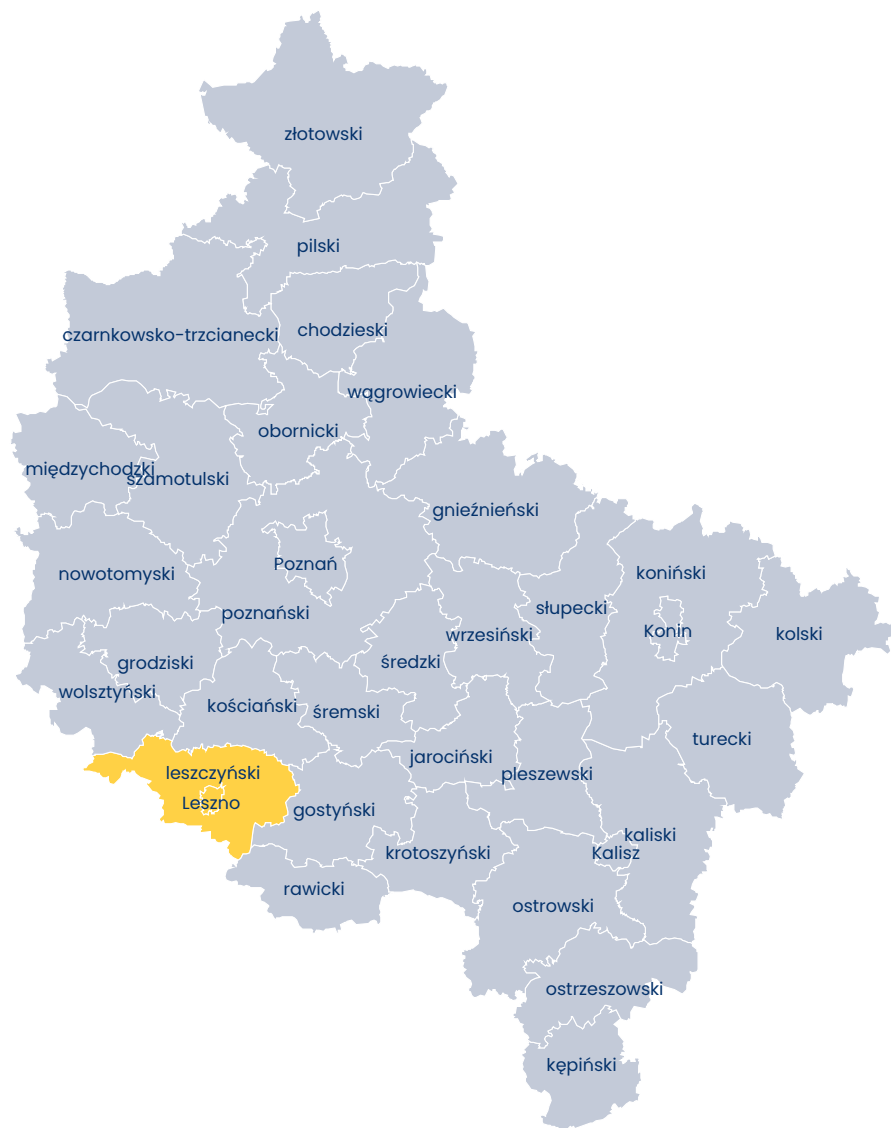 złotowski
pilski
chodzieski
czarnkowsko-trzcianecki
wągrowiecki
obornicki
międzychodzki
szamotulski
gnieźnieński
Poznań
nowotomyski
koniński
słupecki
poznański
Konin
wrzesiński
kolski
grodziski
średzki
wolsztyński
kościański
śremski
turecki
jarociński
leszczyński
pleszewski
Leszno
gostyński
kaliski
krotoszyński
Kalisz
rawicki
ostrowski
ostrzeszowski
kępiński